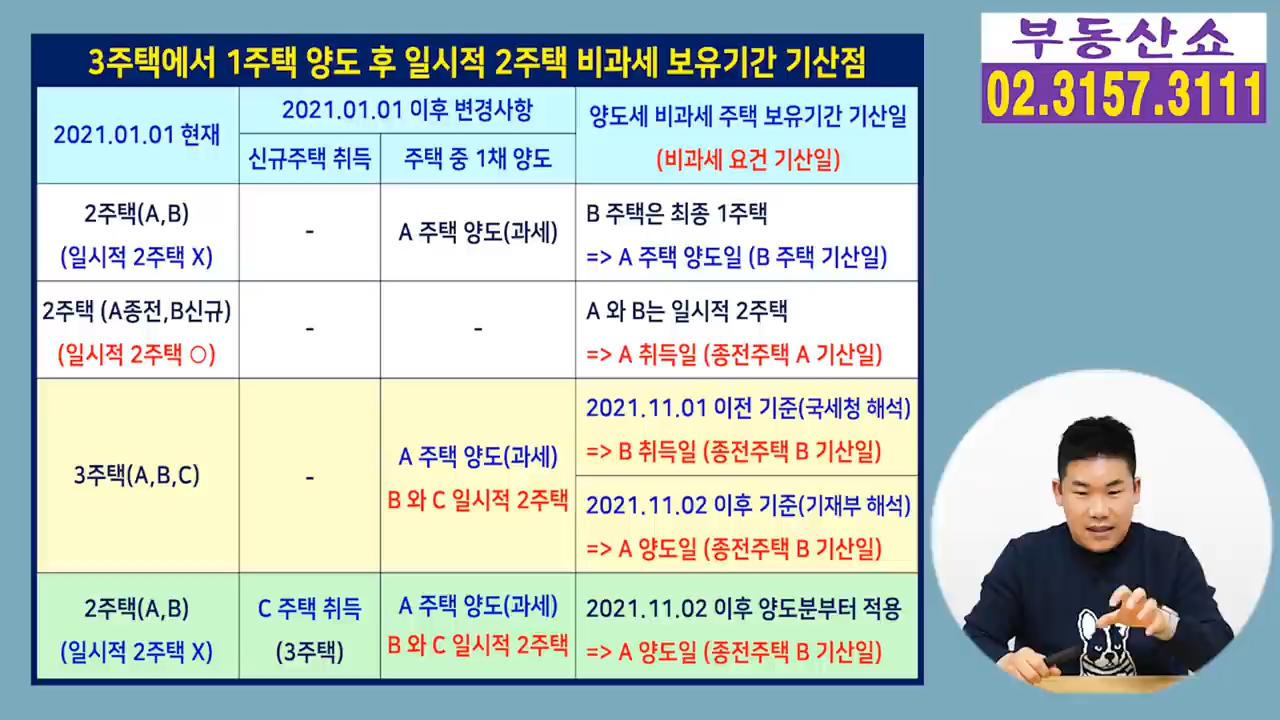 부동산쇼
02.3157.3111
3주택에서 1주택 양도 후 일시적 2주택 비과세 보유기간 기산점
2021.01.01 현재
2021.01.01 이후 변경사항
신규주택 취득
주택 중 1채 양도
양도세 비과세 주택 보유기간 기산일
(비과세 요건 기산일)
2주택(A,B)
(일시적 2주택 X)
-
A 주택 양도(과세)
B 주택은 최종 1주택
=> A 주택 양도일 (B 주택 기산일)
2주택 (A종전,B신규)
(일시적 2주택 ○)
-
-
A 와 B는 일시적 2주택
=> A 취득일 (종전주택 A 기산일)
3주택(A,B,C)
-
A 주택 양도(과세)
B 와 C 일시적 2주택
2021.11.01 이전 기준(국세청 해석)
=> B 취득일 (종전주택 B 기산일)
2021.11.02 이후 기준(기재부 해석)
=> A 양도일 (종전주택 B 기산일)
2주택(A,B)
(일시적 2주택 X)
C 주택 취득
(3주택)
A 주택 양도(과세)
B 와 C 일시적 2주택
2021.11.02 이후 양도분부터 적용
=> A 양도일 (종전주택 B 기산일)